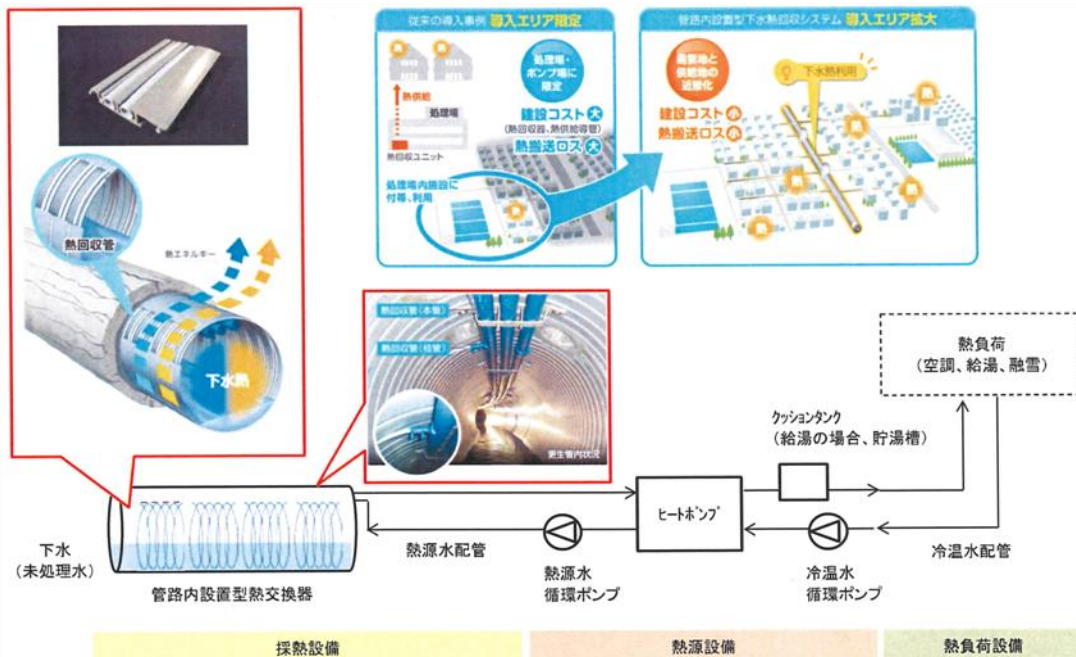 従来の導入事例 導入エリア限定
熱
熱
熱供給
処理場
熱回収ユニット
処理場・
ポンプ場に
限定
建設コスト 大
(熱回収器、熱供給導管)
熱搬送ロス 大
処理場内施設に
付帯、利用
熱
管路内設置型下水熱回収システム 導入エリア拡大
需要地と
供給地の
近接化
建設コスト 小
熱搬送ロス 小
下水熱利用
熱
熱
熱
熱
熱
熱
熱回収管
熱エネルギー
下水熱
熱回収管(本管)
熱回収管(枝管)
更生管内状況
熱負荷
(空調、給湯、融雪)
クッションタンク
(給湯の場合、貯湯槽)
ヒートポンプ
下水
(未処理水)
管路内設置型熱交換器
熱源水配管
熱源水
循環ポンプ
冷温水
循環ポンプ
冷温水配管
採熱設備
熱源設備
熱負荷設備